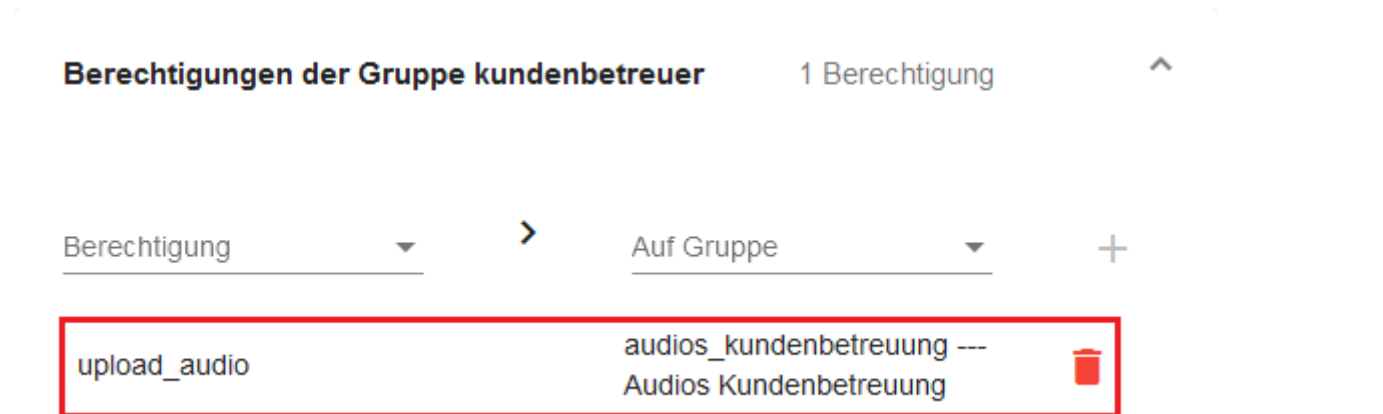 Berechtigungen der Gruppe kundenbetreuer 1 Berechtigung
Berechtigung Auf Gruppe
upload_audio
audios_kundenbetreuung ---
Audios Kundenbetreuung